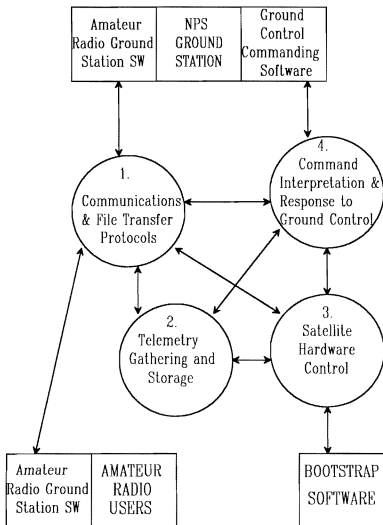 Amateur
Radio Ground
Station SW
NPS
GROUND
STATION
Ground
Control
Commanding
Software
1.
Communications
& File Transfer
Protocols
4.
Command
Interpretation &
Response to
Ground Control
2.
Telemetry
Gathering and
Storage
3.
Satellite
Hardware
Control
Amateur
Radio Ground
Station SW
AMATEUR
RADIO
USERS
BOOTSTRAP
SOFTWARE